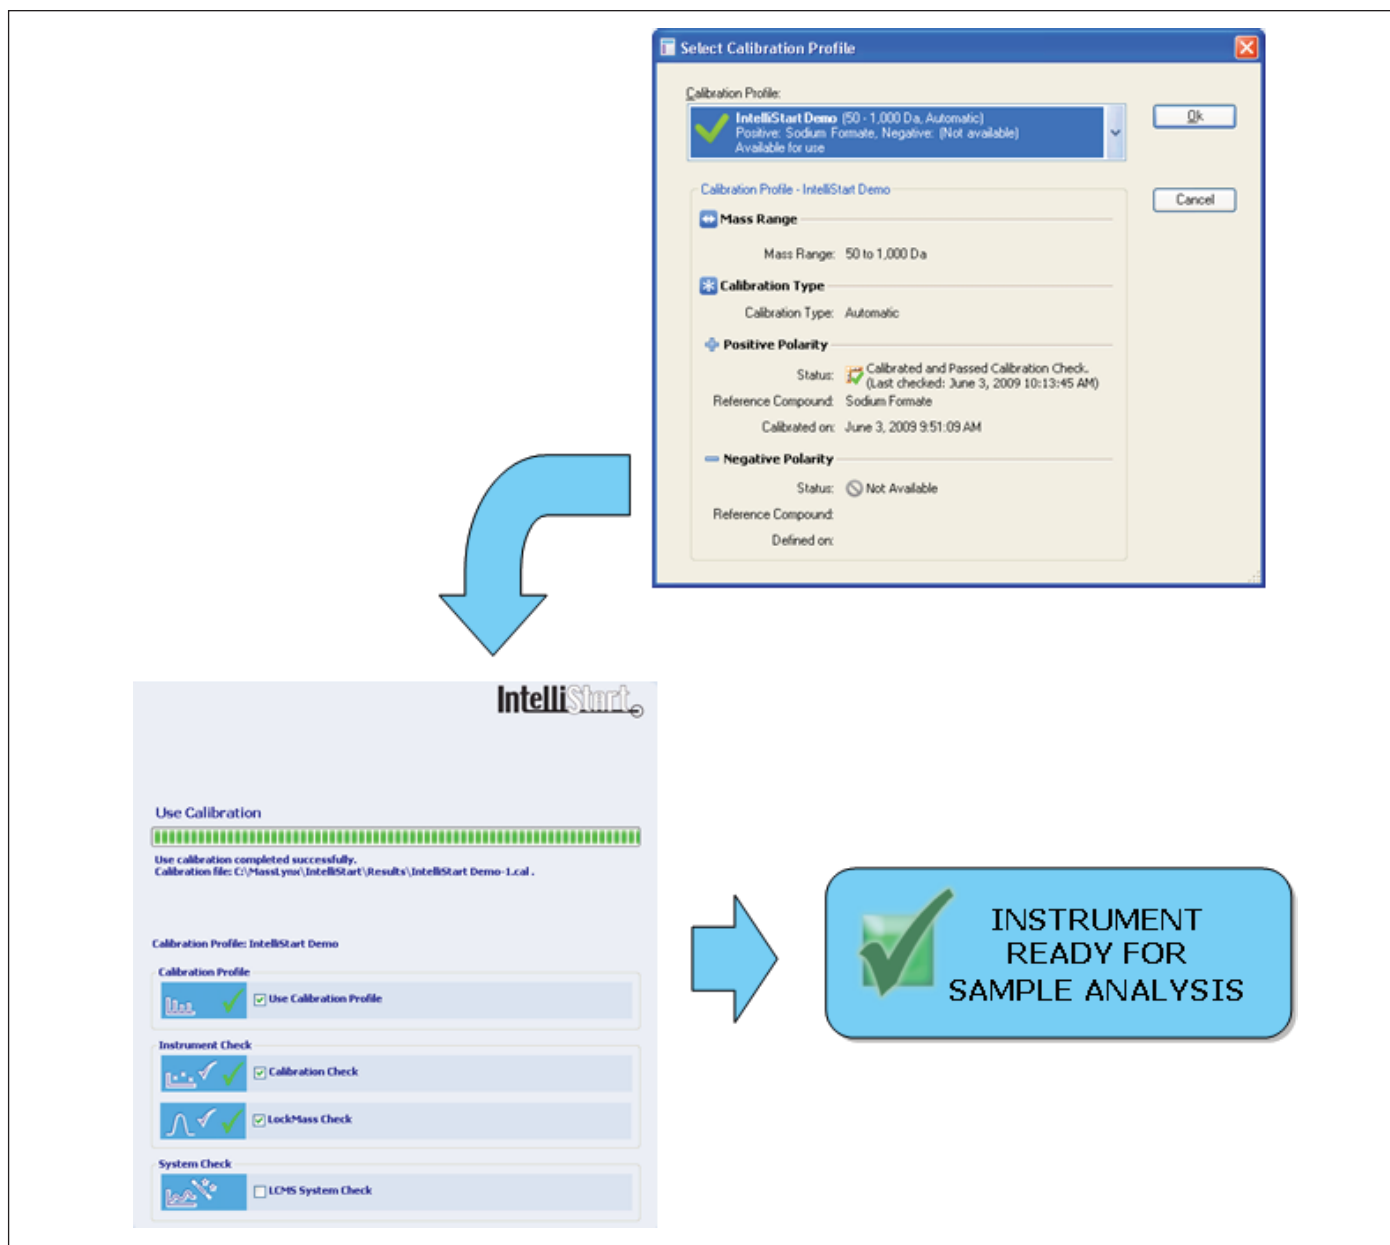 Select Calibration Profile
Calibration Profile:
IntelliStart Demo (50 - 1,000 Da, Automatic)
Positive: Sodium Formate, Negative: (Not available)
Available for use
Ok
Cancel
Calibration Profile - IntelliStart Demo
Mass Range
Mass Range: 50 to 1,000 Da
Calibration Type
Calibration Type: Automatic
Positive Polarity
Status: Calibrated and Passed Calibration Check.
(Last checked: June 3, 2009 10:13:45 AM)
Reference Compound: Sodium Formate
Calibrated on: June 3, 2009 9:51:09 AM
Negative Polarity
Status: Not Available
Reference Compound:
Defined on:
IntelliStart
Use Calibration
Use calibration completed successfully.
Calibration file: C:\MassLynx\IntelliStart\Results\IntelliStart Demo-1.cal .
Calibration Profile: IntelliStart Demo
Calibration Profile
Use Calibration Profile
Instrument Check
Calibration Check
LockMass Check
System Check
LCMS System Check
INSTRUMENT
READY FOR
SAMPLE ANALYSIS